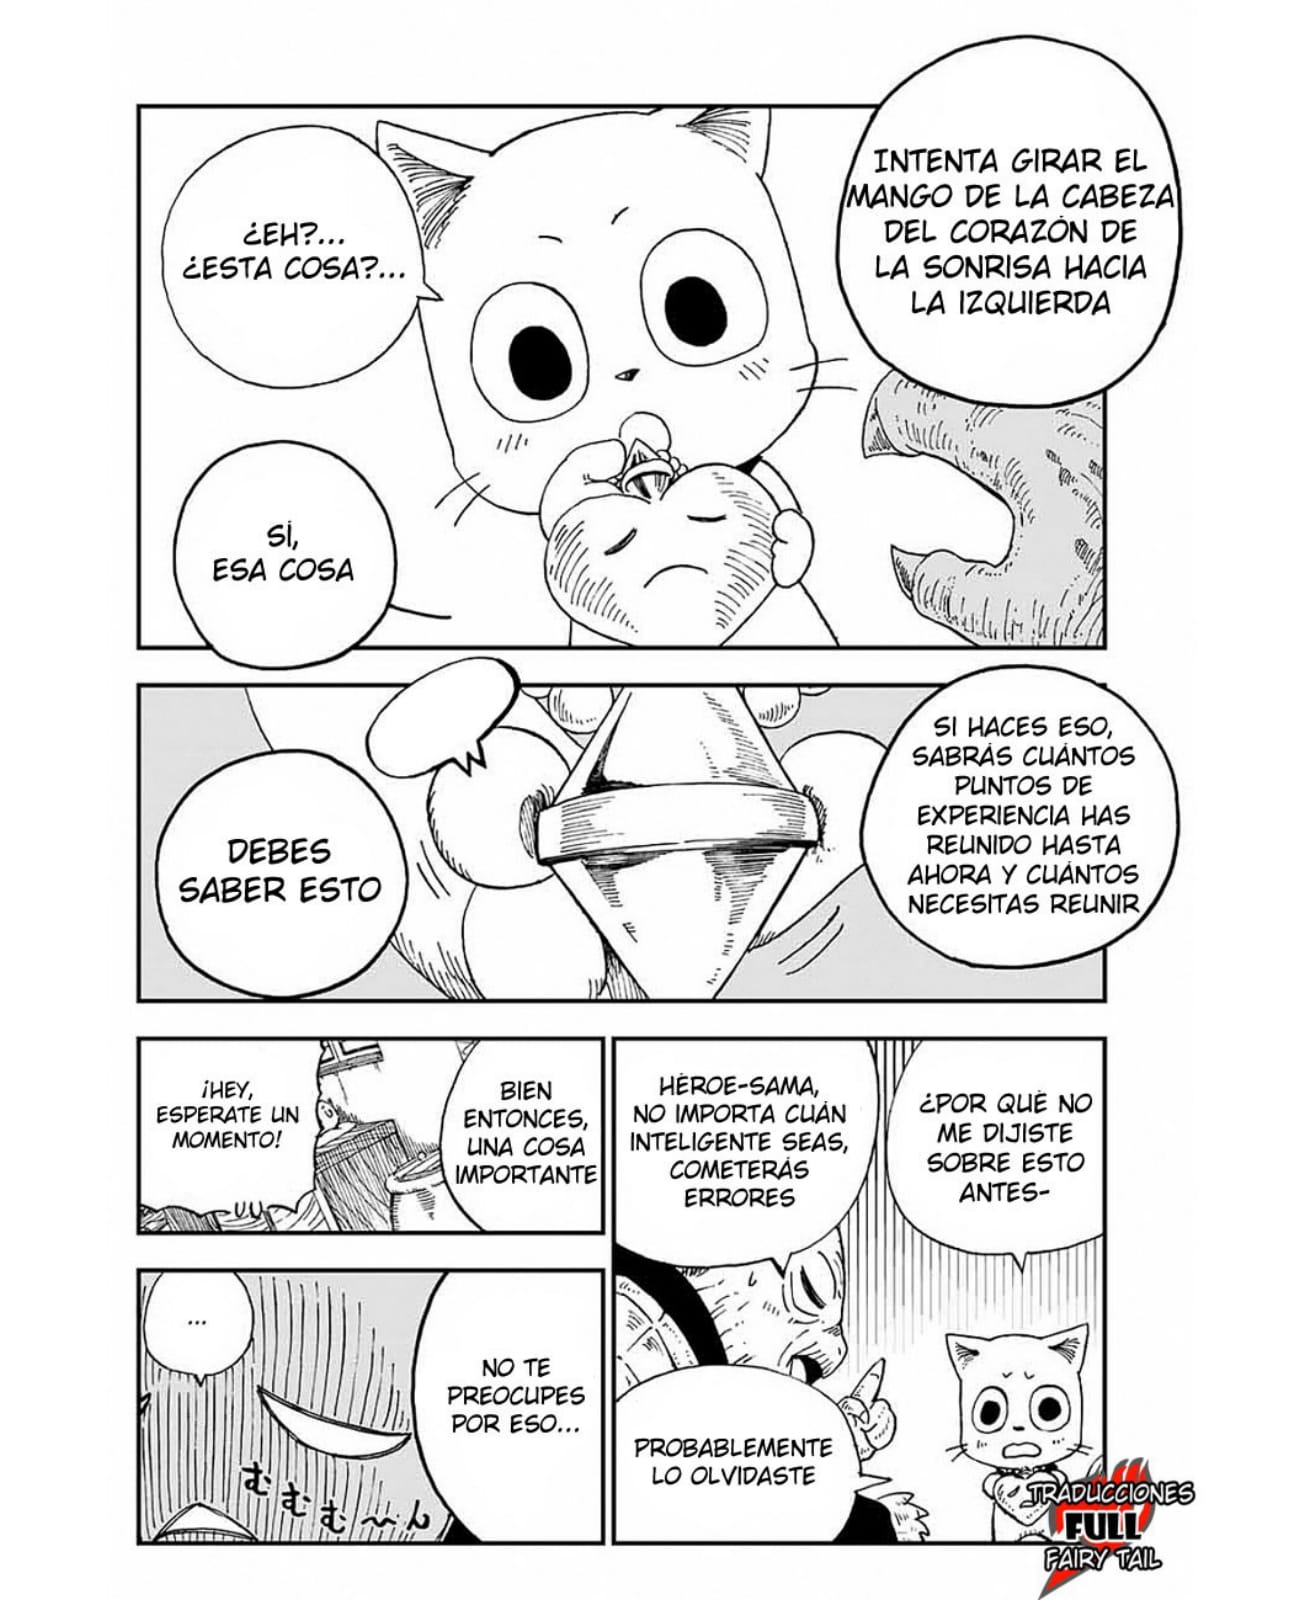 INTENTA GIRAR EL
MANGO DE LA CABEZA
DEL CORAZÓN DE
LA SONRISA HACIA
LA IZQUIERDA
¿EH?...
¿ESTA COSA?...
SÍ,
ESA COSA
SI HACES ESO,
SABRÁS CUÁNTOS
PUNTOS DE
EXPERIENCIA HAS
REUNIDO HASTA
AHORA Y CUÁNTOS
NECESITAS REUNIR
DEBES
SABER ESTO
¿POR QUÉ NO
ME DIJISTE
SOBRE ESTO
ANTES-
HÉROE-SAMA,
NO IMPORTA CUÁN
INTELIGENTE SEAS,
COMETERÁS
ERRORES
PROBABLEMENTE
LO OLVIDASTE
BIEN
ENTONCES,
UNA COSA
IMPORTANTE
¡HEY,
ESPERATE UN
MOMENTO!
NO TE
PREOCUPES
POR ESO...
...
むむむ〜ん
TRADUCCIONES
FULL
FAIRY TAIL